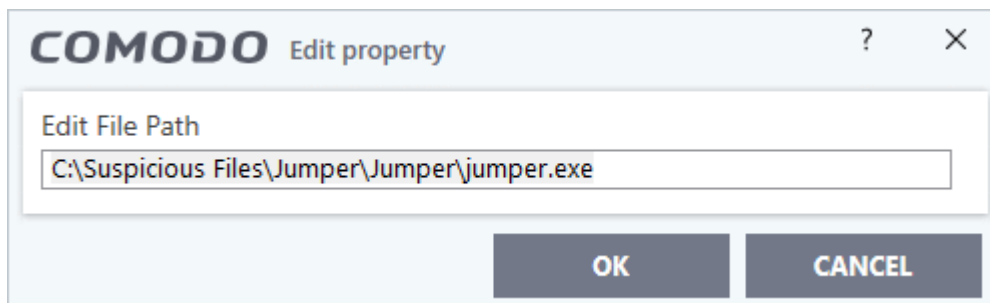 COMODO Edit property ? X
Edit File Path
C:\Suspicious Files\Jumper\Jumper\jumper.exe
OK CANCEL